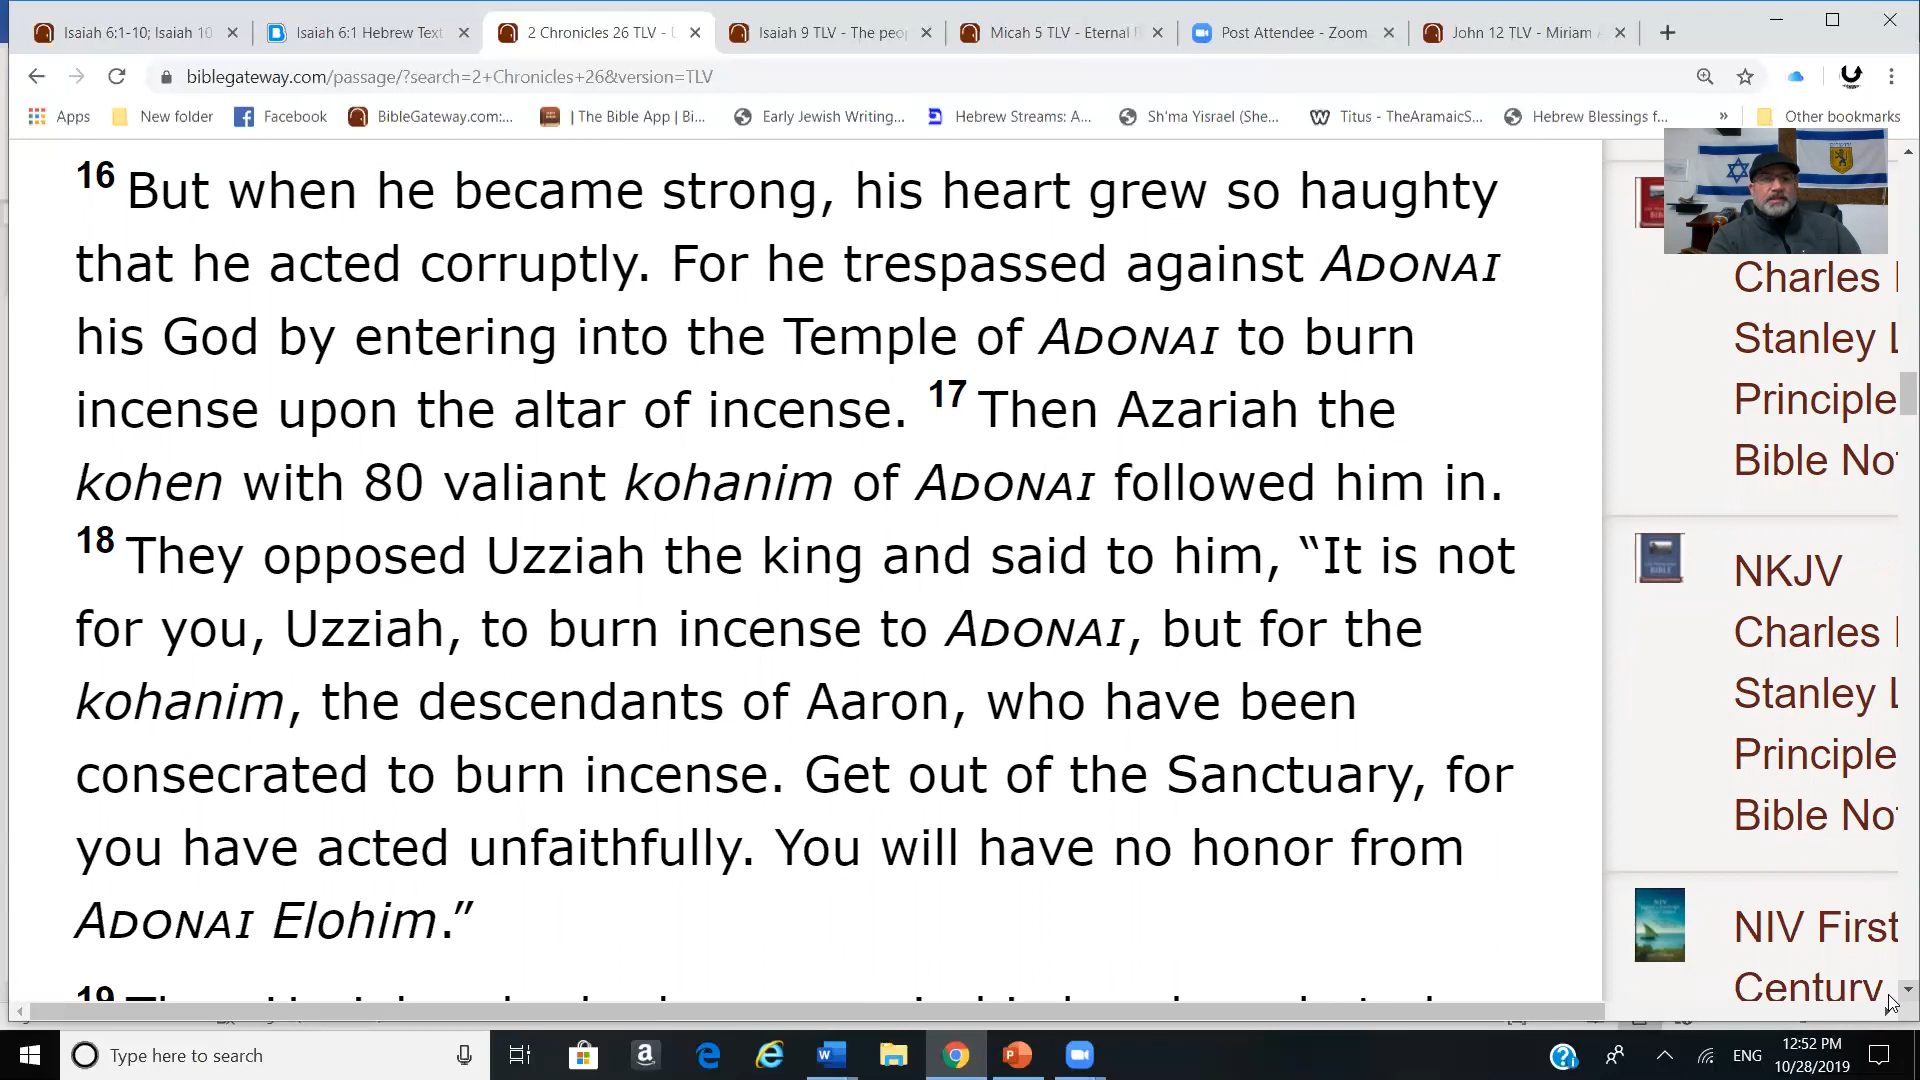 Isaiah 6:1-10; Isaiah 10
Isaiah 6:1 Hebrew Text
2 Chronicles 26 TLV -
Isaiah 9 TLV - The peo
Micah 5 TLV - Eternal
Post Attendee - Zoom
John 12 TLV - Miriam
biblegateway.com/passage/?search=2+Chronicles+26&version=TLV
Apps
New folder
Facebook
BibleGateway.com:...
| The Bible App | Bi...
Early Jewish Writing...
Hebrew Streams: A...
Sh'ma Yisrael (She...
Titus - TheAramaicS...
Hebrew Blessings f...
»
Other bookmarks
16 But when he became strong, his heart grew so haughty
that he acted corruptly. For he trespassed against ADONAI
his God by entering into the Temple of ADONAI to burn
incense upon the altar of incense. 17 Then Azariah the
kohen with 80 valiant kohanim of ADONAI followed him in.
18 They opposed Uzziah the king and said to him, “It is not
for you, Uzziah, to burn incense to ADONAI, but for the
kohanim, the descendants of Aaron, who have been
consecrated to burn incense. Get out of the Sanctuary, for
you have acted unfaithfully. You will have no honor from
ADONAI Elohim.”
19
Charles
Stanley L
Principle
Bible No
NKJV
Charles
Stanley L
Principle
Bible No
NIV First
Century
Type here to search
ENG
12:52 PM
10/28/2019